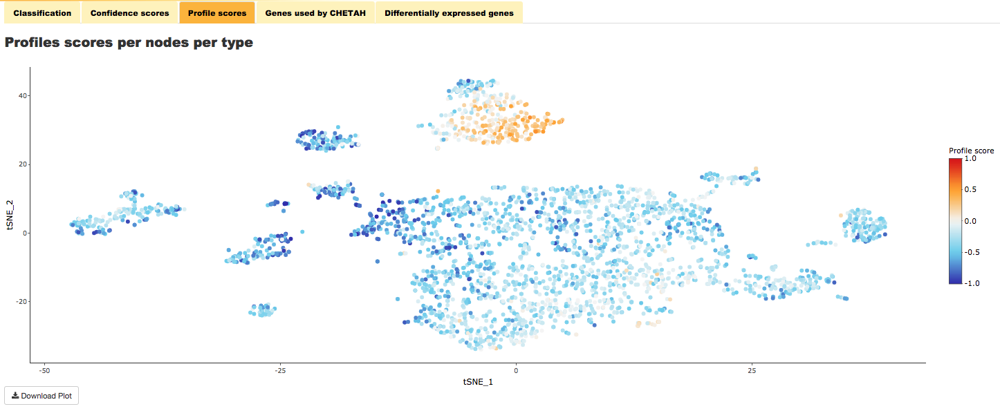 Classification Confidence scores Profile scores Genes used by CHETAH Differentially expressed genes
Profiles scores per nodes per type
40
20
0
-20
tSNE_2
-50 -25 0 25
tSNE_1
Profile score
1.0
0.5
0.0
-0.5
-1.0
Download Plot